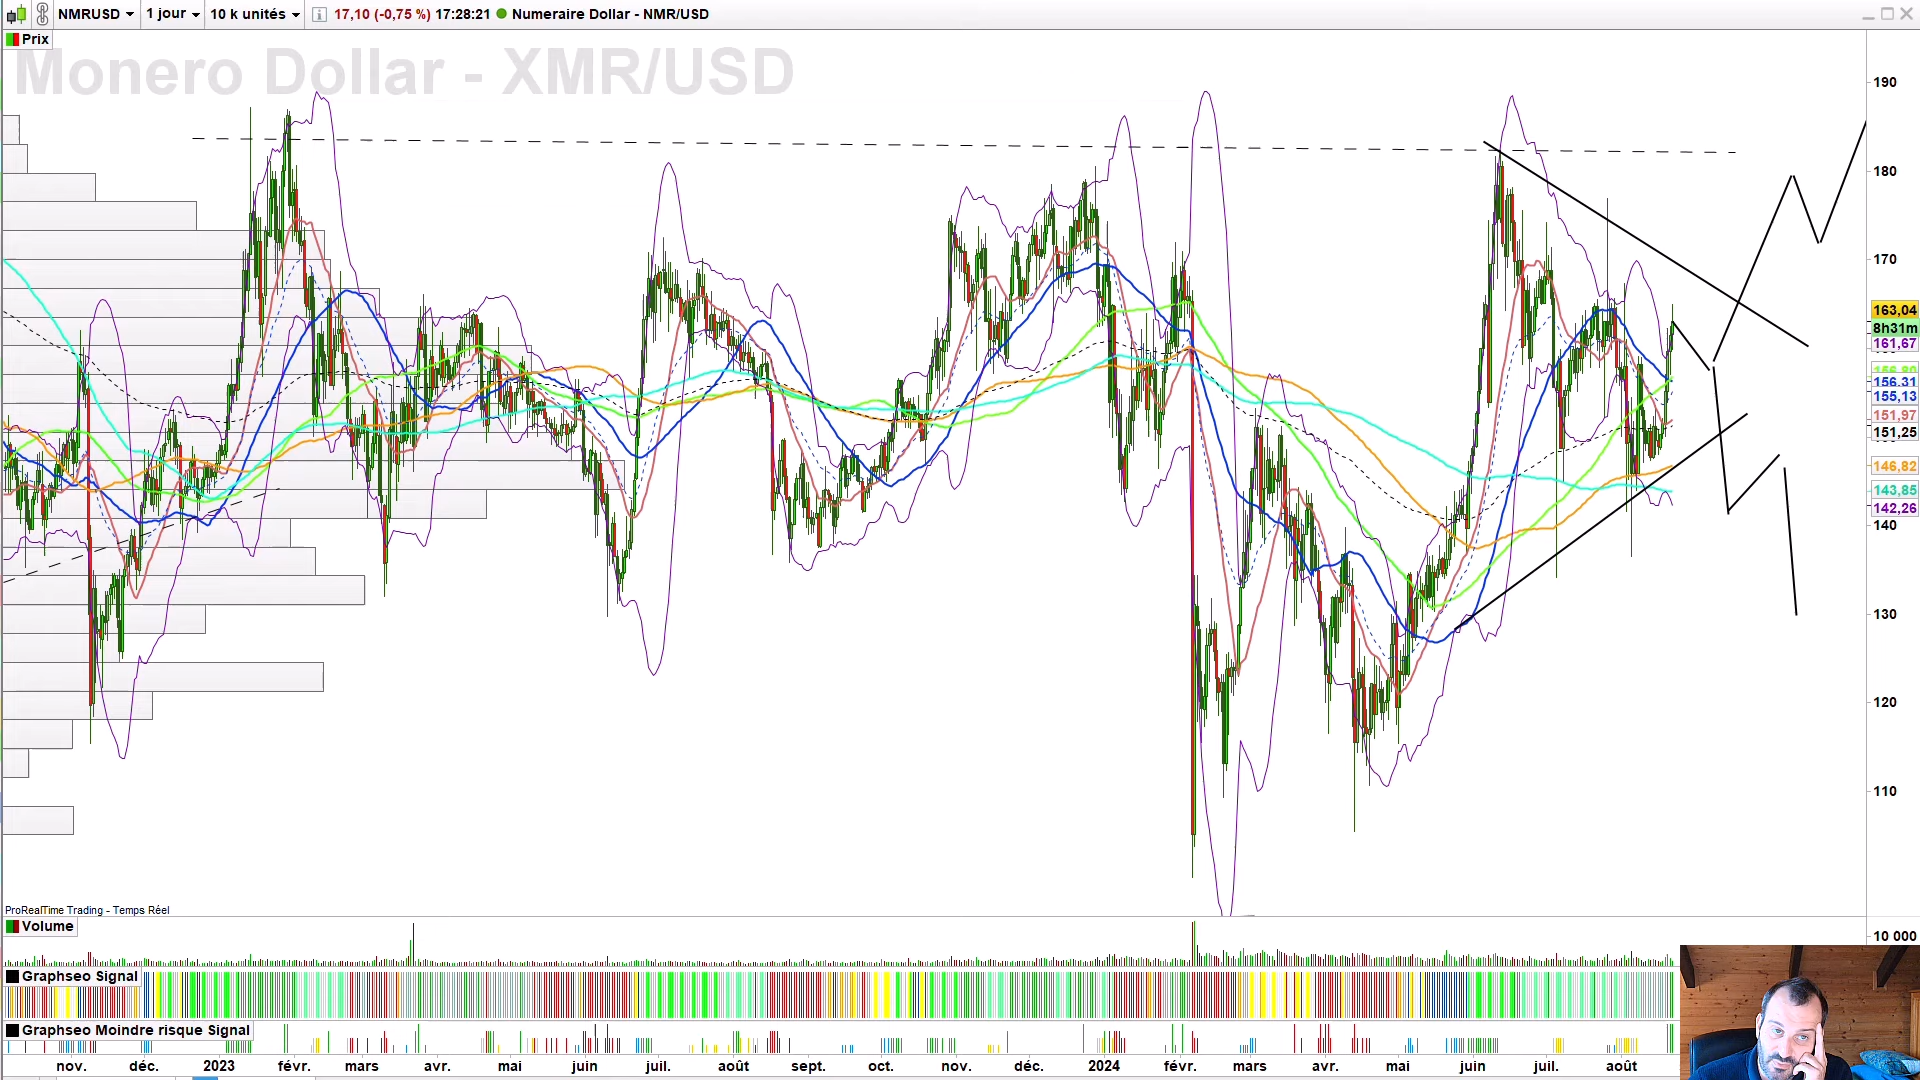 NMRUSD 1 jour 10 k unités 17,10 (-0,75 %) 17:28:21 Numeraire Dollar - NMR/USD
Prix
Monero Dollar - XMR/USD
190
180
170
163,04
8h31m
161,67
156,31
155,13
151,97
151,25
146,82
143,85
142,26
140
130
120
110
ProRealTime Trading - Temps Réel
Volume
10 000
Graphseo Signal
Graphseo Moindre risque Signal
nov. déc. 2023 févr. mars avr. mai juin juil. août sept. oct. nov. déc. 2024 févr. mars avr. mai juin juil. août